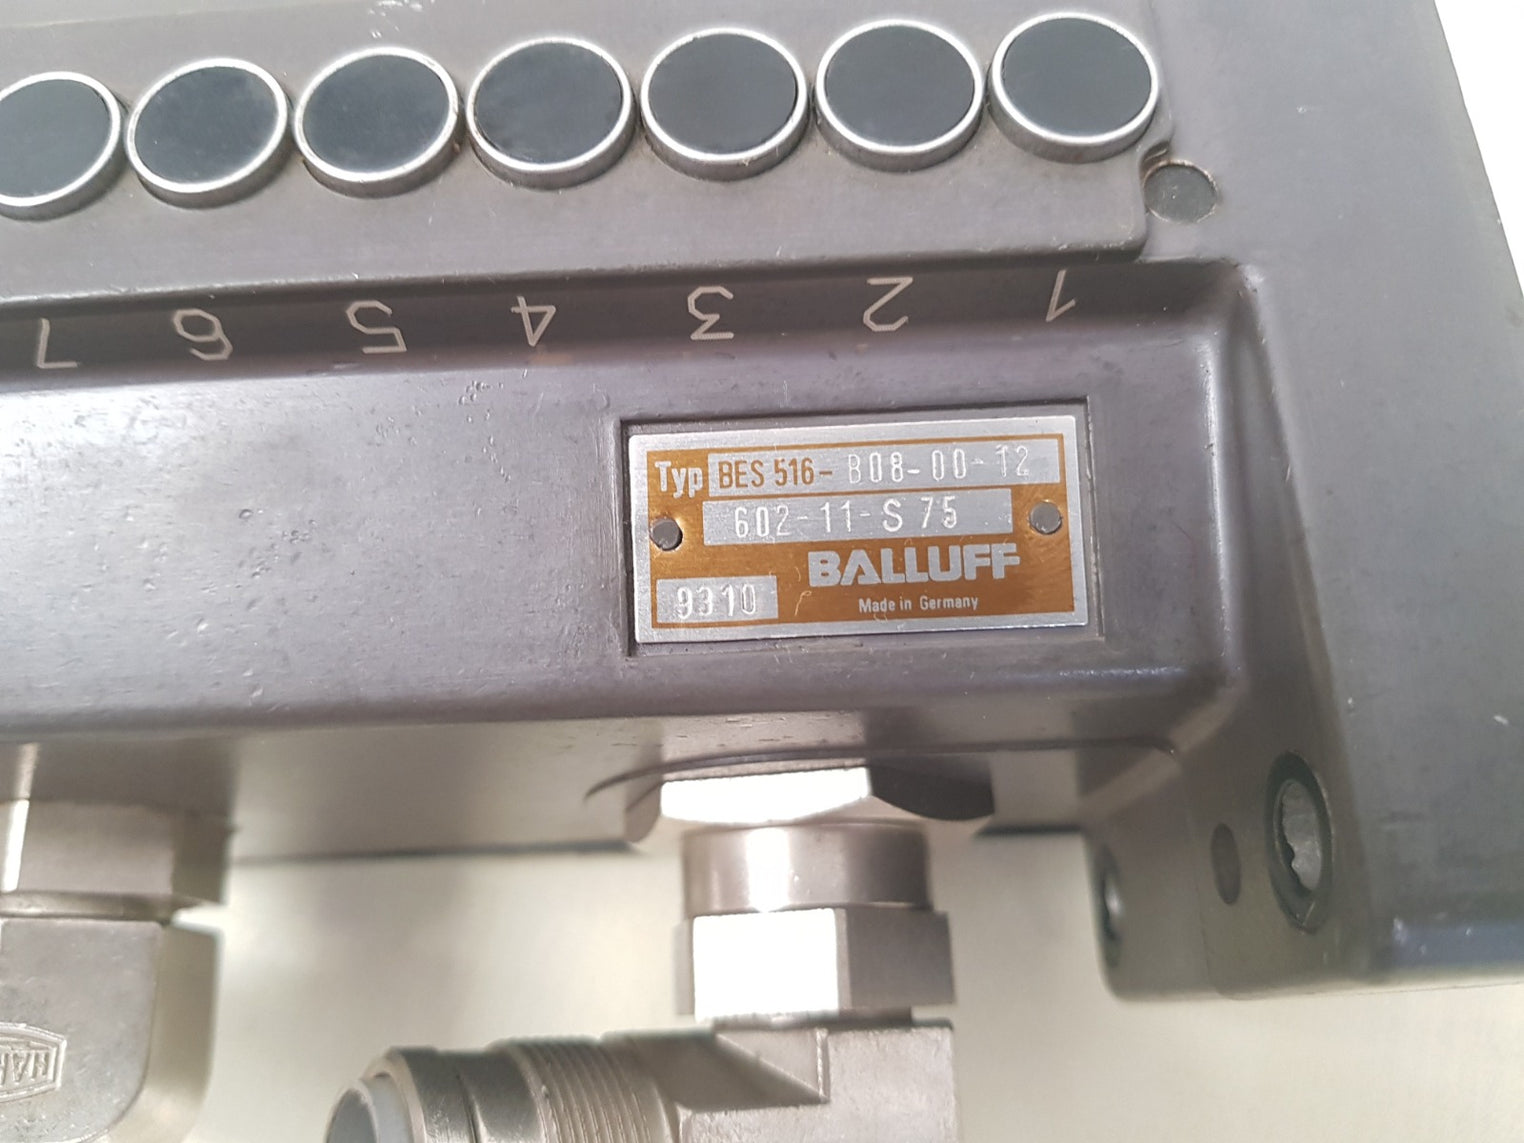 7 6 5 4 3 2 1
Typ BES 516- B08-00-12
602-11-S 75
BALLUFF
9310
Made in Germany